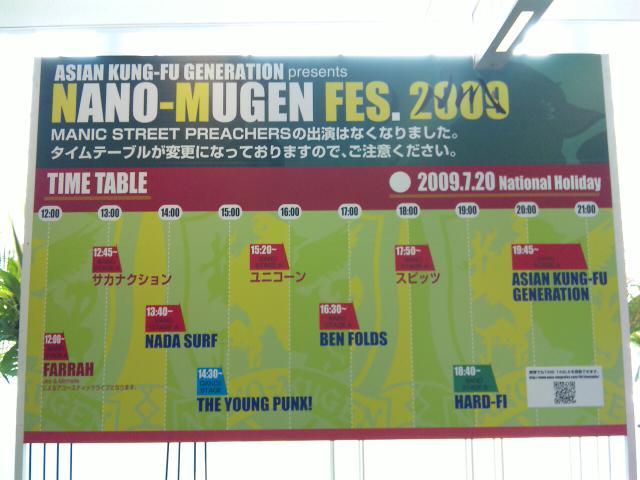 ASIAN KUNG-FU GENERATION presents
NANO-MUGEN FES. 2009
MANIC STREET PREACHERSの出演はなくなりました。
タイムテーブルが変更になっておりますので、ご注意ください。
TIME TABLE
2009.7.20 National Holiday
12:00 13:00 14:00 15:00 16:00 17:00 18:00 19:00 20:00 21:00
12:45~
サカナクション
15:20~
ユニコーン
17:50~
スピッツ
19:45~
ASIAN KUNG-FU
GENERATION
13:40~
NADA SURF
16:30~
BEN FOLDS
12:00~
FARRAH
14:30~
DANCE
STAGE
THE YOUNG PUNX!
18:40~
HARD-FI